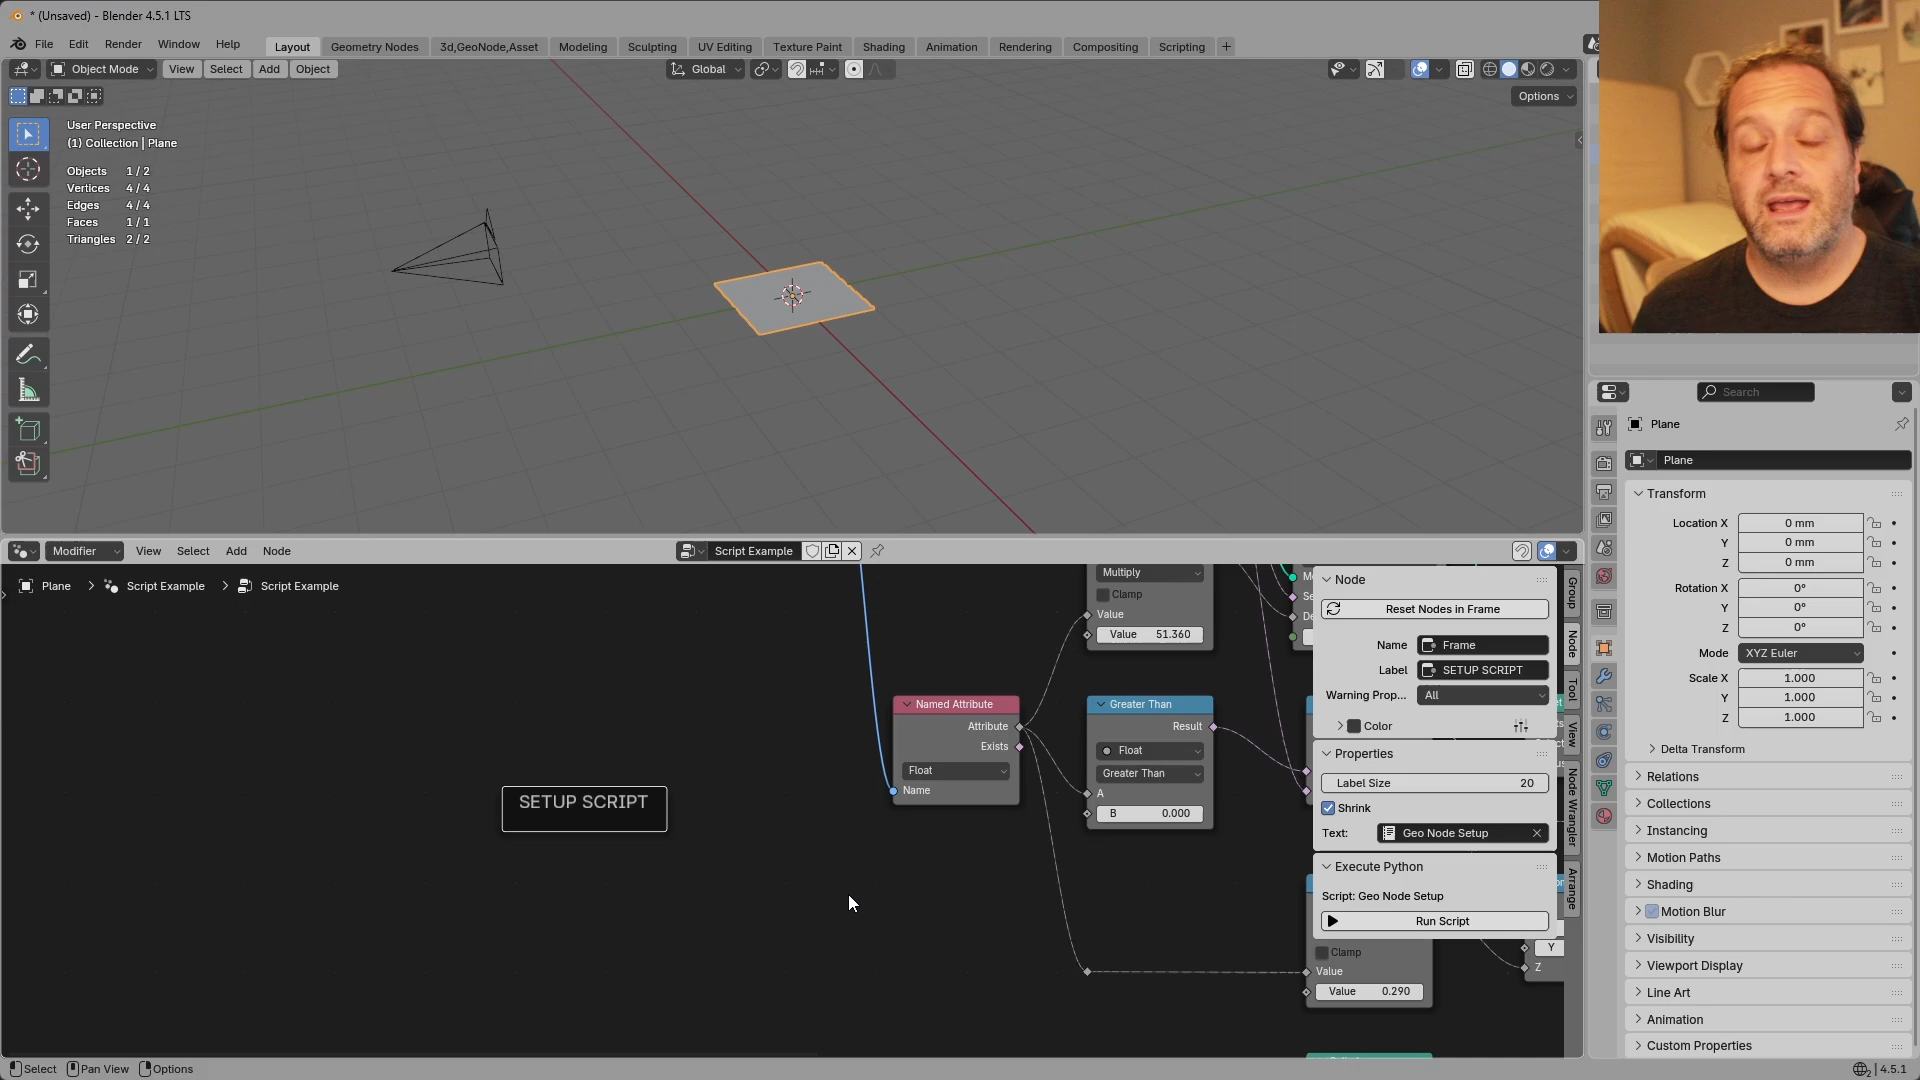 * (Unsaved) - Blender 4.5.1 LTS
File Edit Render Window Help Layout Geometry Nodes 3d,GeoNode,Asset Modeling Sculpting UV Editing Texture Paint Shading Animation Rendering Compositing Scripting +
Object Mode View Select Add Object Global
Options
User Perspective
(1) Collection | Plane
Objects 1 / 2
Vertices 4 / 4
Edges 4 / 4
Faces 1 / 1
Triangles 2 / 2
Modifier View Select Add Node Script Example
Plane > Script Example > Script Example
SETUP SCRIPT
Named Attribute
Attribute
Exists
Float
Name
Multiply
Clamp
Value
Value 51.360
Greater Than
Result
Float
Greater Than
A
B 0.000
Clamp
Value
Value 0.290
Y
Z
Node
Reset Nodes in Frame
Name Frame
Label SETUP SCRIPT
Warning Prop... All
Color
Properties
Label Size 20
Shrink
Text: Geo Node Setup
Execute Python
Script: Geo Node Setup
Run Script
Group
Node
Tool
View
Node Wrangler
Arrange
Search
Plane
Plane
Transform
Location X 0 mm
Y 0 mm
Z 0 mm
Rotation X 0°
Y 0°
Z 0°
Mode XYZ Euler
Scale X 1.000
Y 1.000
Z 1.000
Delta Transform
Relations
Collections
Instancing
Motion Paths
Shading
Motion Blur
Visibility
Viewport Display
Line Art
Animation
Custom Properties
Select Pan View Options
4.5.1